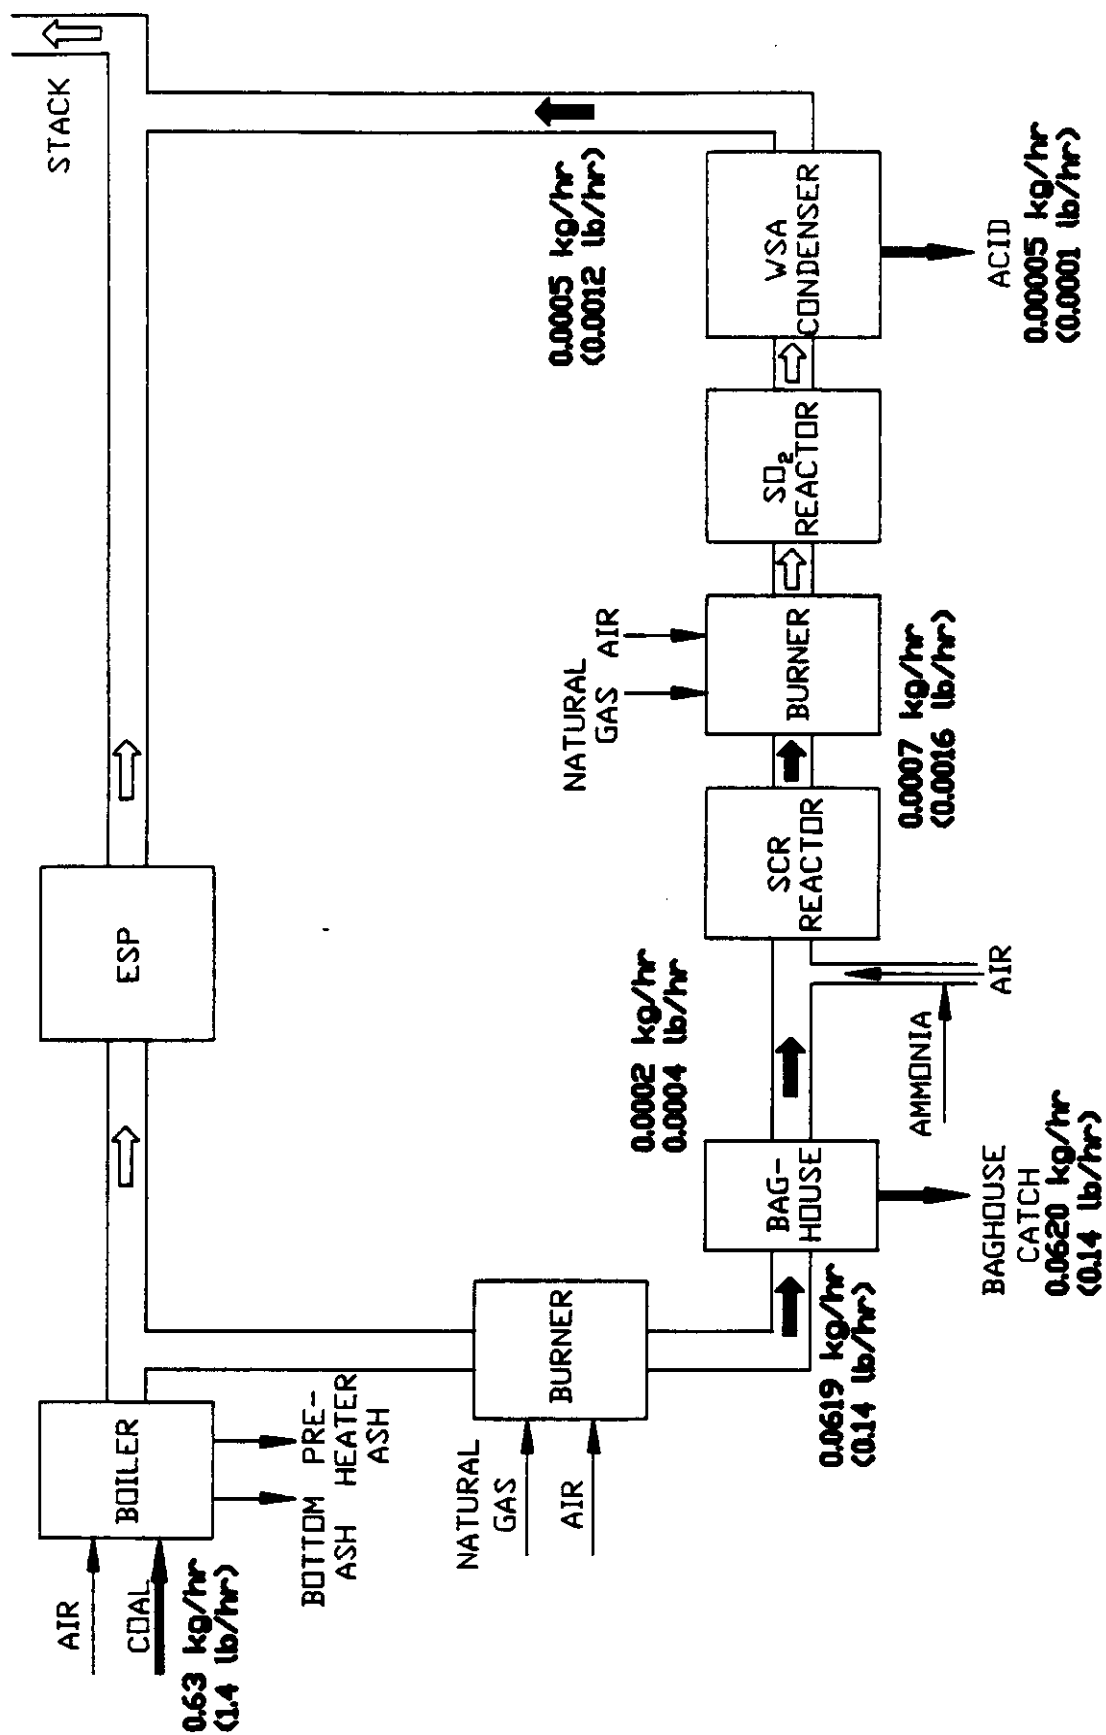 AIR
COAL
0.63 kg/hr
(1.4 lb/hr)
BOILER
BOTTOM
ASH
PRE-
HEATER
ASH
ESP
STACK
NATURAL
GAS
AIR
BURNER
0.0619 kg/hr
(0.14 lb/hr)
BAG-
HOUSE
BAGHOUSE
CATCH
0.0620 kg/hr
(0.14 lb/hr)
0.0002 kg/hr
0.0004 lb/hr
AMMONIA
AIR
SCR
REACTOR
0.0007 kg/hr
(0.0016 lb/hr)
NATURAL
GAS
AIR
BURNER
SO₂
REACTOR
WSA
CONDENSER
0.0005 kg/hr
(0.0012 lb/hr)
ACID
0.00005 kg/hr
(0.0001 lb/hr)